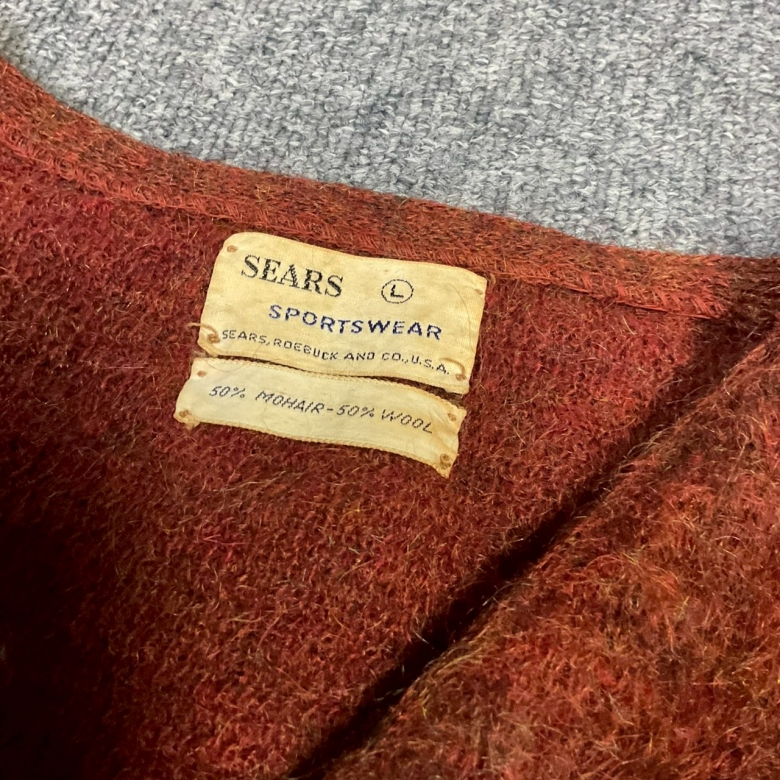 SEARS Ⓛ
SPORTSWEAR
SEARS, ROEBUCK AND CO., U.S.A.
50% MOHAIR-50% WOOL